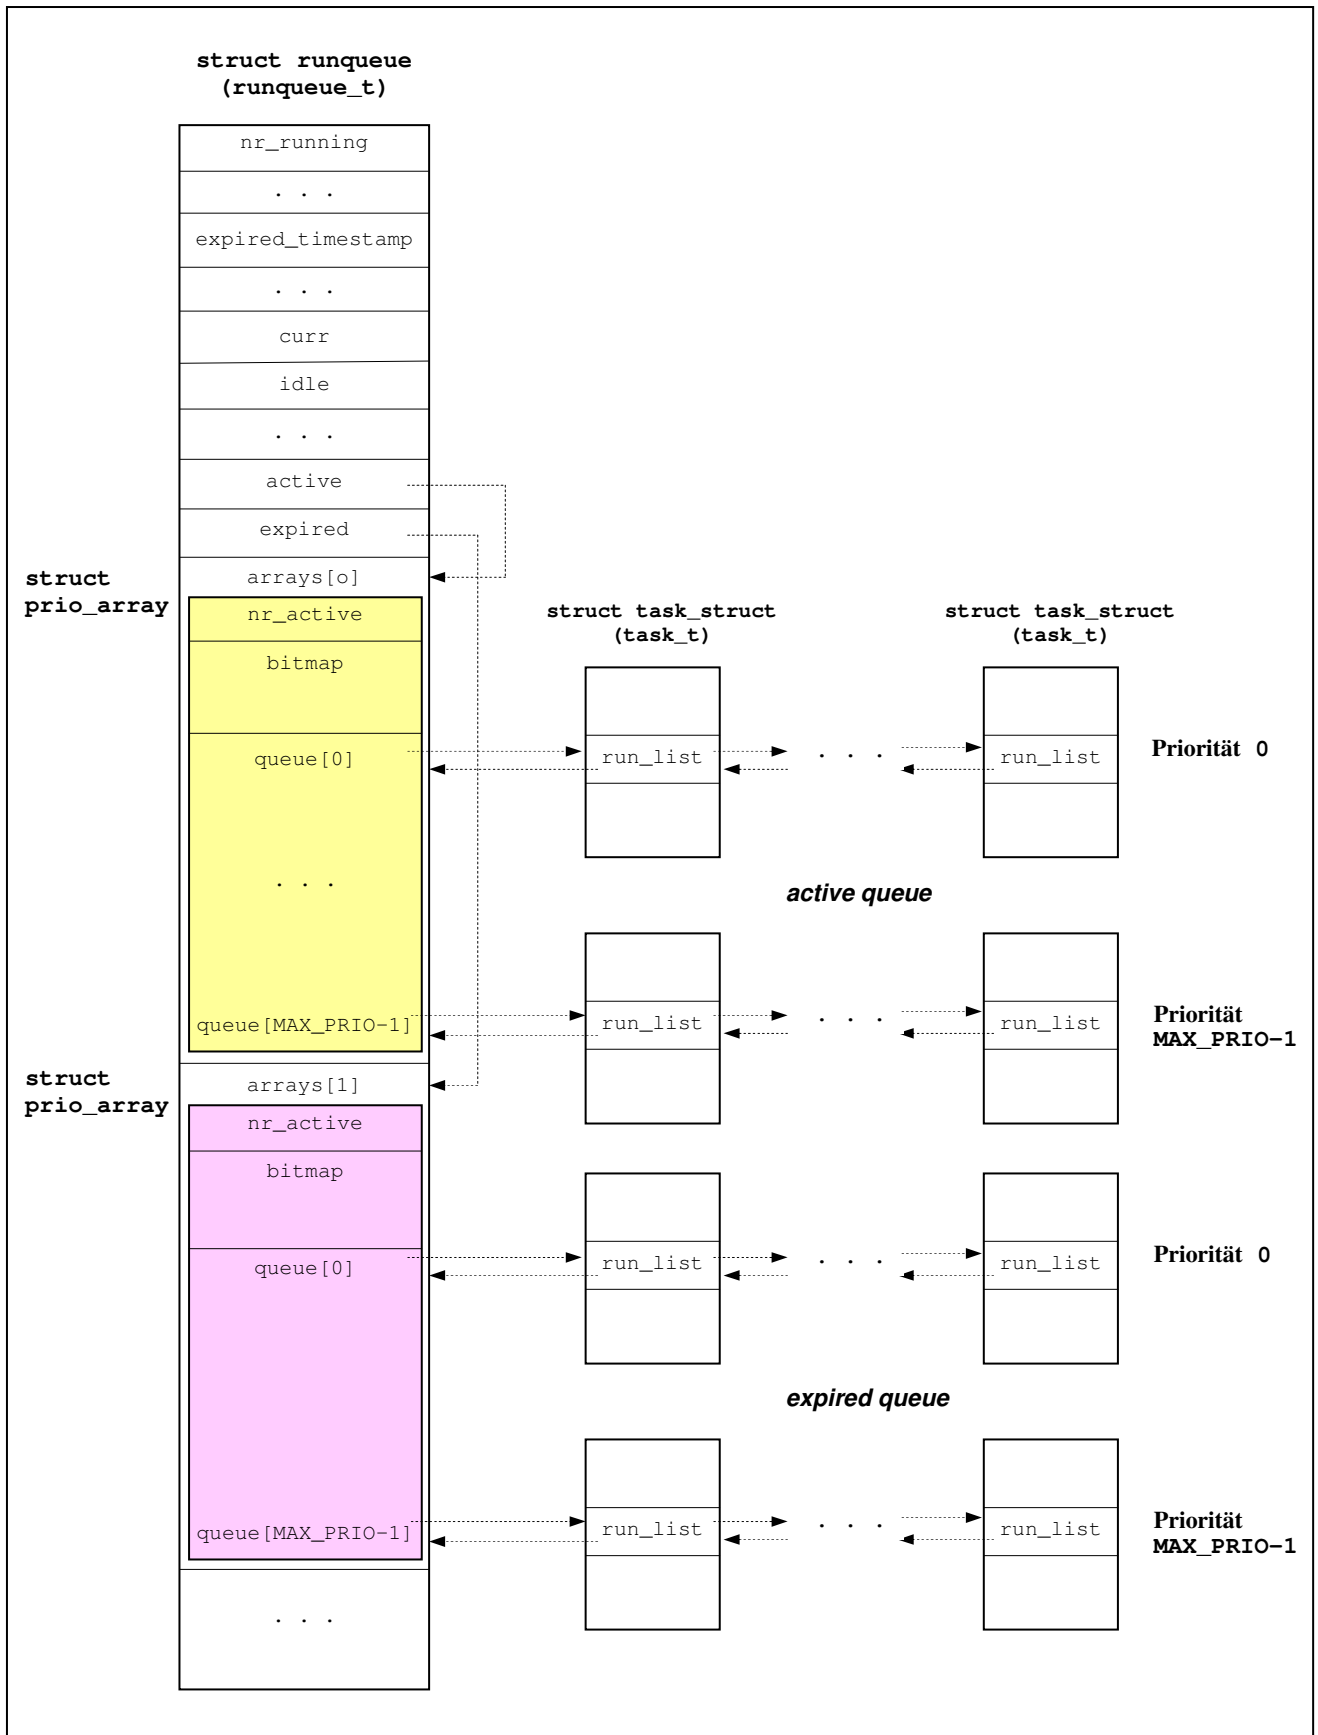 struct runqueue
(runqueue_t)
nr_running
. . .
expired_timestamp
. . .
curr
idle
. . .
active
expired
struct
prio_array
arrays[o]
nr_active
bitmap
queue[0]
. . .
queue[MAX_PRIO-1]
struct task_struct
(task_t)
struct task_struct
(task_t)
run_list
. . .
run_list
Priorität 0
active queue
run_list
. . .
run_list
Priorität
MAX_PRIO-1
struct
prio_array
arrays[1]
nr_active
bitmap
queue[0]
queue[MAX_PRIO-1]
. . .
run_list
. . .
run_list
Priorität 0
expired queue
run_list
. . .
run_list
Priorität
MAX_PRIO-1